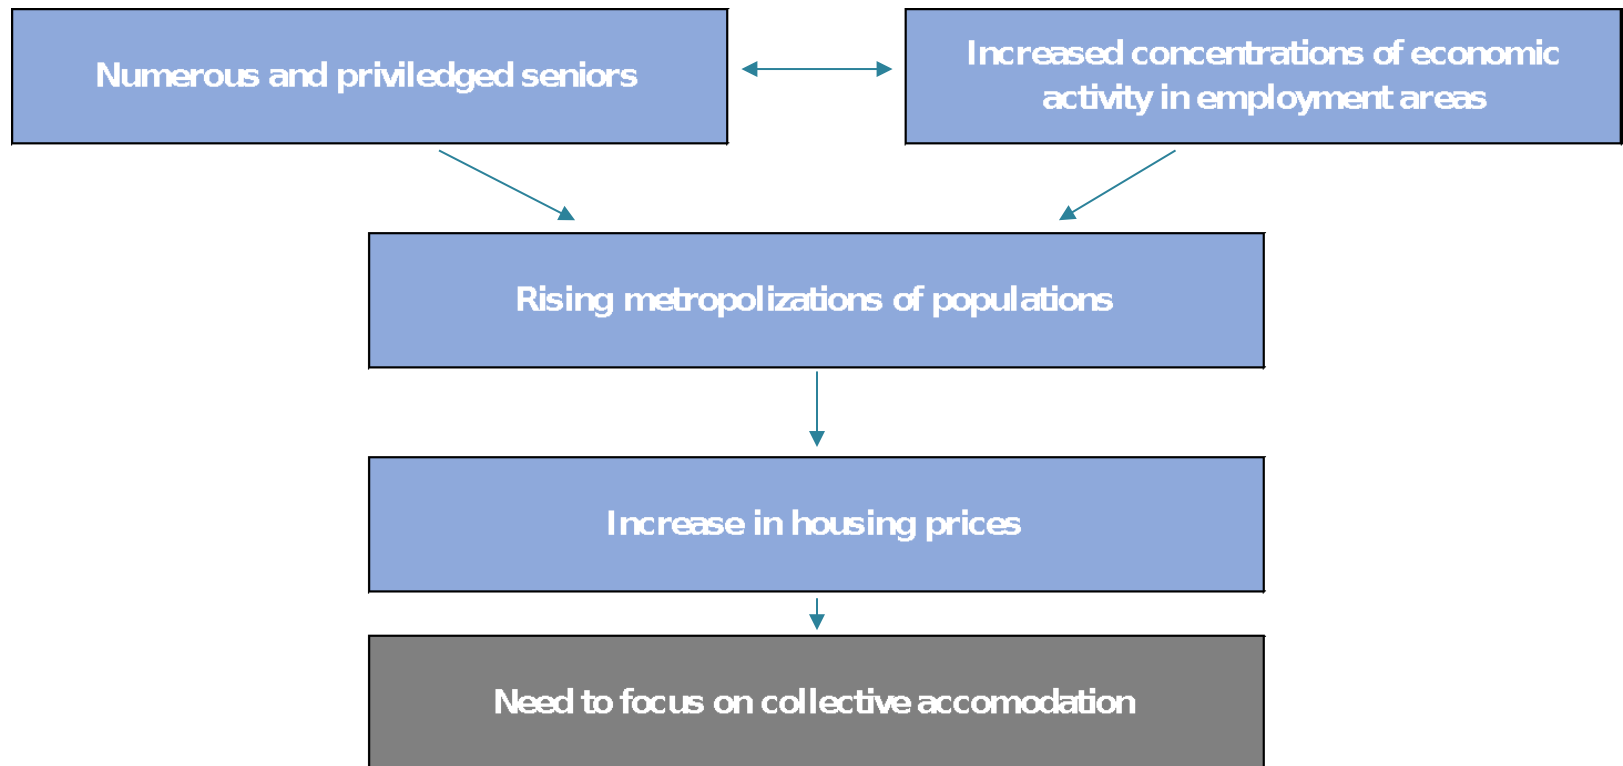 Numerous and priviledged seniors
Increased concentrations of economic
activity in employment areas
Rising metropolizations of populations
Increase in housing prices
Need to focus on collective accomodation